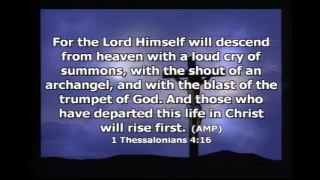 For the Lord Himself will descend
from heaven with a loud cry of
summons, with the shout of an
archangel, and with the blast of the
trumpet of God. And those who
have departed this life in Christ
will rise first. (AMP)
1 Thessalonians 4:16